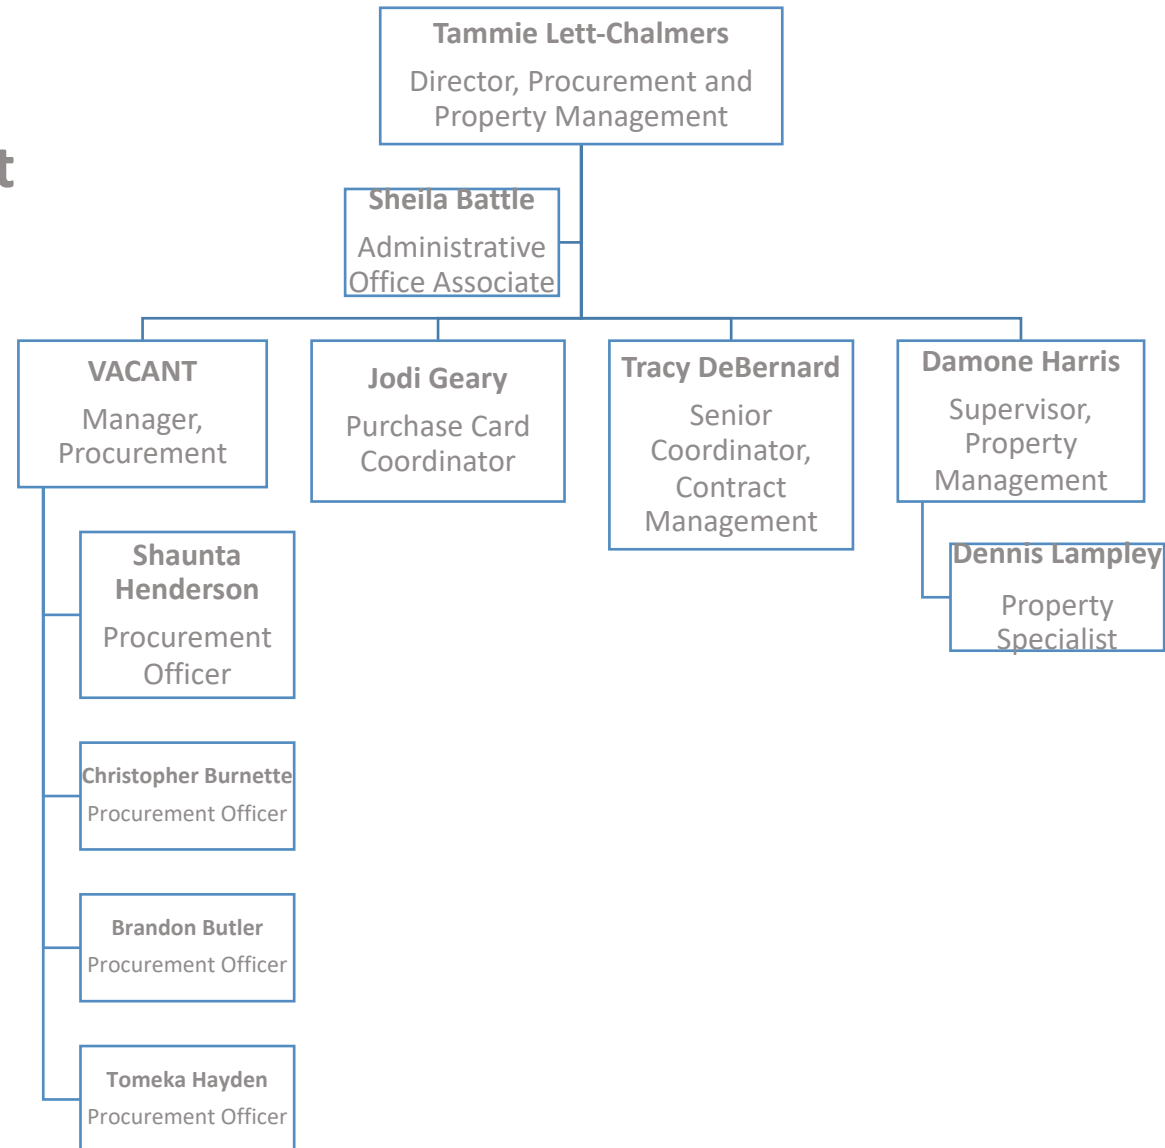 Tammie Lett-Chalmers
Director, Procurement and
Property Management
t
Sheila Battle
Administrative
Office Associate
VACANT
Manager,
Procurement
Jodi Geary
Purchase Card
Coordinator
Tracy DeBernard
Senior
Coordinator,
Contract
Management
Damone Harris
Supervisor,
Property
Management
Shaunta
Henderson
Procurement
Officer
Dennis Lampley
Property
Specialist
Christopher Burnette
Procurement Officer
Brandon Butler
Procurement Officer
Tomeka Hayden
Procurement Officer